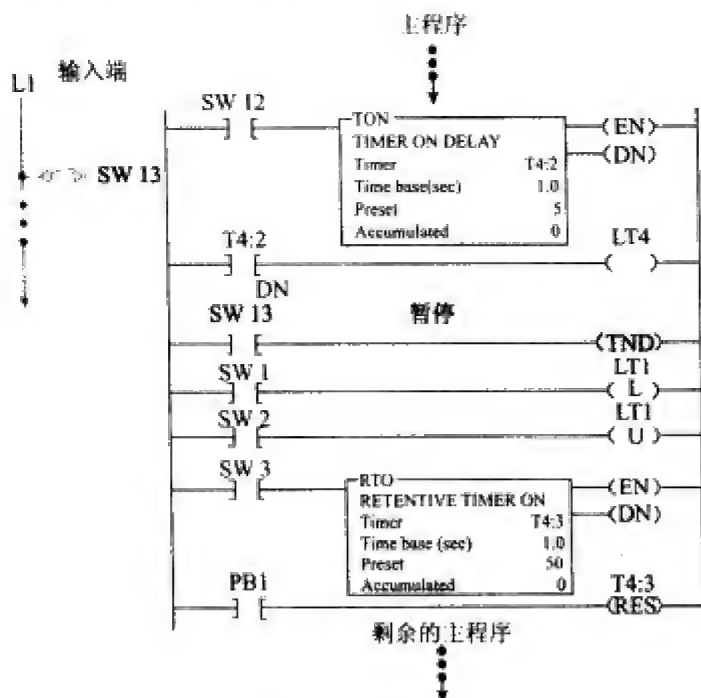 主程序
输入端
L1
SW 12
TON
TIMER ON DELAY
Timer T4:2
Time base(sec) 1.0
Preset 5
Accumulated 0
(EN)
(DN)
SW 13
T4:2
DN
LT4
SW 13
暂停
(TND)
SW 1
LT1
L
SW 2
LT1
U
SW 3
RTO
RETENTIVE TIMER ON
Timer T4:3
Time base (sec) 1.0
Preset 50
Accumulated 0
(EN)
(DN)
PB1
T4:3
(RES)
剩余的主程序